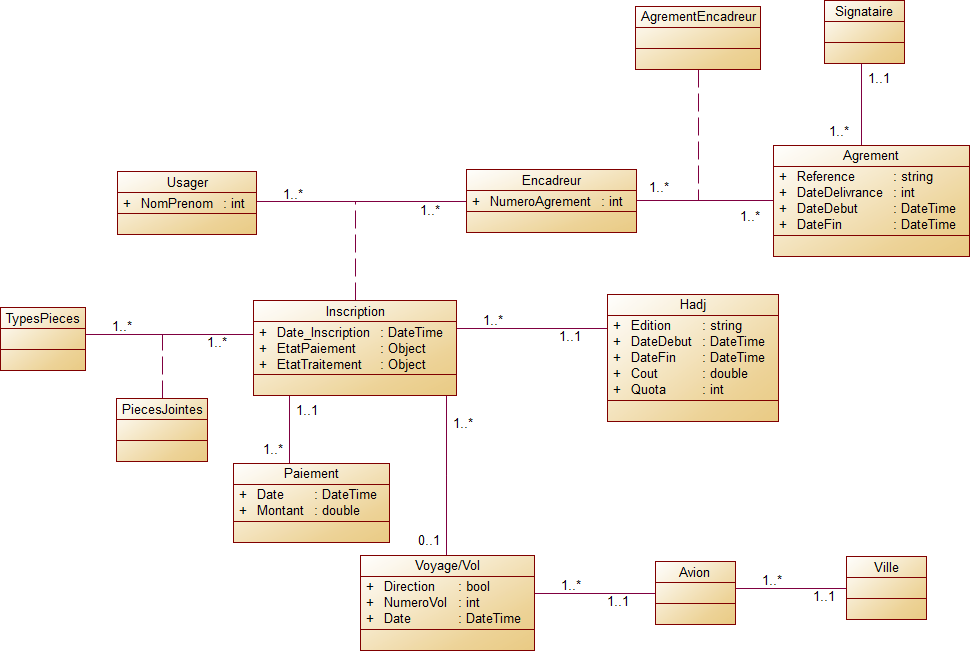 AgrementEncadreur
Signataire
1..1
1..*
Agrement
+ Reference : string
+ DateDelivrance : int
+ DateDebut : DateTime
+ DateFin : DateTime
Usager
+ NomPrenom : int
1..*
1..*
Encadreur
+ NumeroAgrement : int
1..*
1..*
TypesPieces
1..*
1..*
PiecesJointes
Inscription
+ Date_Inscription : DateTime
+ EtatPaiement : Object
+ EtatTraitement : Object
1..*
1..1
Hadj
+ Edition : string
+ DateDebut : DateTime
+ DateFin : DateTime
+ Cout : double
+ Quota : int
1..1
1..*
Paiement
+ Date : DateTime
+ Montant : double
1..*
0..1
Voyage/Vol
+ Direction : bool
+ NumeroVol : int
+ Date : DateTime
1..*
1..1
Avion
1..*
1..1
Ville